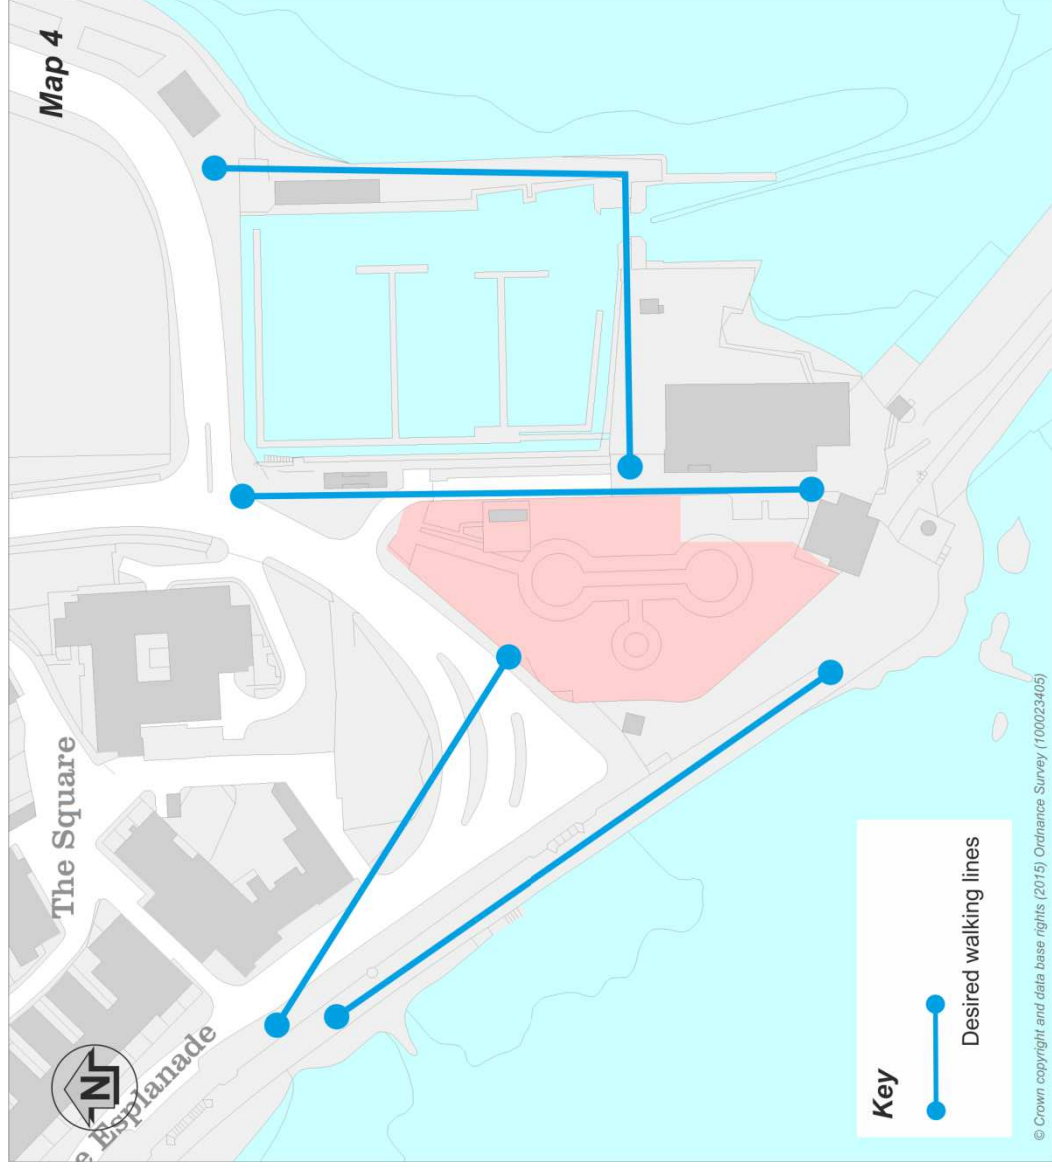 Map 4
The Square
e Esplanade
N
Key
Desired walking lines
© Crown copyright and data base rights (2015) Ordnance Survey (100023405)